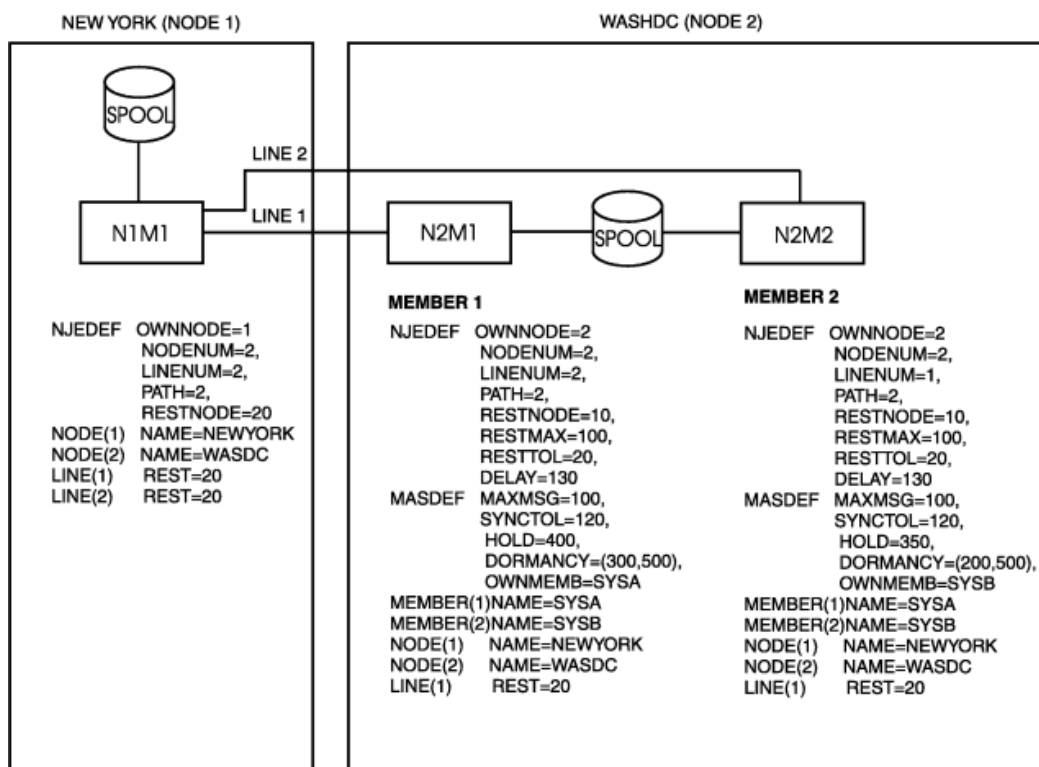 NEW YORK (NODE 1)
WASHDC (NODE 2)
SPOOL
LINE 2
LINE 1
N1M1
N2M1
SPOOL
N2M2
NJEDEF OWNNODE=1
NODENUM=2,
LINENUM=2,
PATH=2,
RESTNODE=20
NODE(1) NAME=NEWYORK
NODE(2) NAME=WASDC
LINE(1) REST=20
LINE(2) REST=20
MEMBER 1
NJEDEF OWNNODE=2
NODENUM=2,
LINENUM=2,
PATH=2,
RESTNODE=10,
RESTMAX=100,
RESTTOL=20,
DELAY=130
MASDEF MAXMSG=100,
SYNCTOL=120,
HOLD=400,
DORMANCY=(300,500),
OWNMEMB=SYSA
MEMBER(1)NAME=SYSA
MEMBER(2)NAME=SYSB
NODE(1) NAME=NEWYORK
NODE(2) NAME=WASDC
LINE(1) REST=20
MEMBER 2
NJEDEF OWNNODE=2
NODENUM=2,
LINENUM=1,
PATH=2,
RESTNODE=10,
RESTMAX=100,
RESTTOL=20,
DELAY=130
MASDEF MAXMSG=100,
SYNCTOL=120,
HOLD=350,
DORMANCY=(200,500),
OWNMEMB=SYSB
MEMBER(1)NAME=SYSA
MEMBER(2)NAME=SYSB
NODE(1) NAME=NEWYORK
NODE(2) NAME=WASDC
LINE(1) REST=20